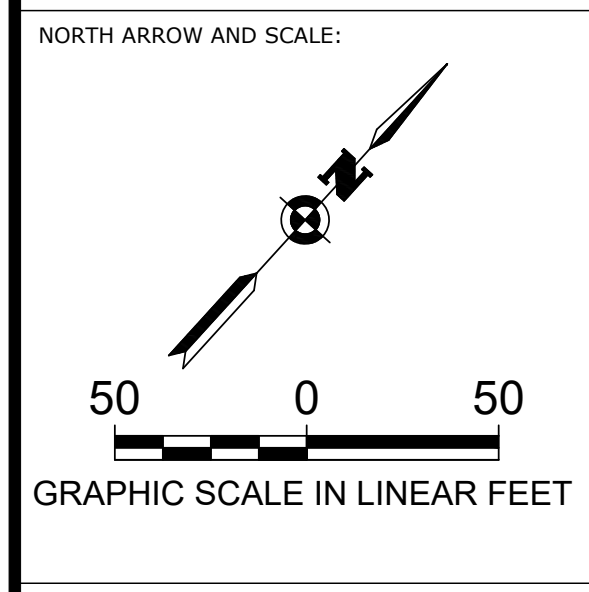 NORTH ARROW AND SCALE:
N
50 0 50
GRAPHIC SCALE IN LINEAR FEET